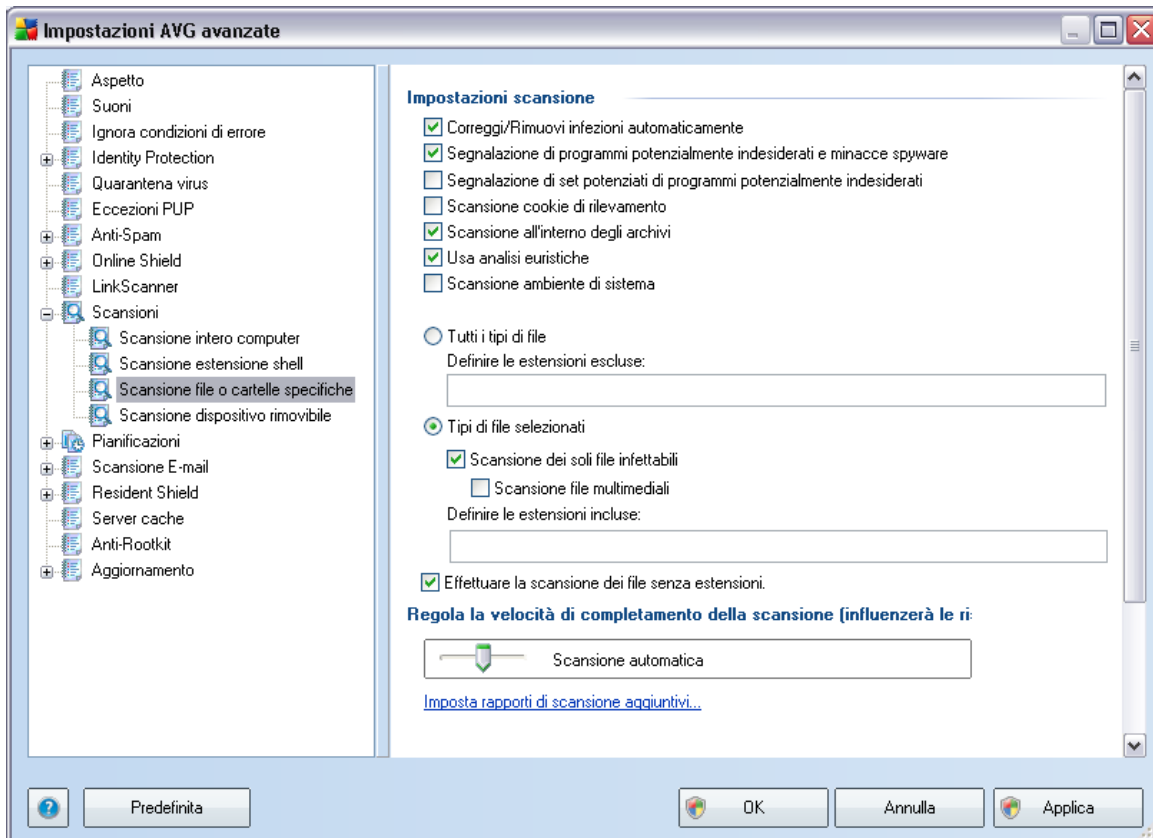 Impostazioni AVG avanzate
Aspetto
Suoni
Ignora condizioni di errore
Identity Protection
Quarantena virus
Eccezioni PUP
Anti-Spam
Online Shield
LinkScanner
Scansioni
Scansione intero computer
Scansione estensione shell
Scansione file o cartelle specifiche
Scansione dispositivo rimovibile
Pianificazioni
Scansione E-mail
Resident Shield
Server cache
Anti-Rootkit
Aggiornamento
Impostazioni scansione
Correggi/Rimuovi infezioni automaticamente
Segnalazione di programmi potenzialmente indesiderati e minacce spyware
Segnalazione di set potenziati di programmi potenzialmente indesiderati
Scansione cookie di rilevamento
Scansione all'interno degli archivi
Usa analisi euristiche
Scansione ambiente di sistema
Tutti i tipi di file
Definire le estensioni escluse:
Tipi di file selezionati
Scansione dei soli file infettabili
Scansione file multimediali
Definire le estensioni incluse:
Effettuare la scansione dei file senza estensioni.
Regola la velocità di completamento della scansione (influenzerà le ri
Scansione automatica
Imposta rapporti di scansione aggiuntivi...
?
Predefinita
OK
Annulla
Applica